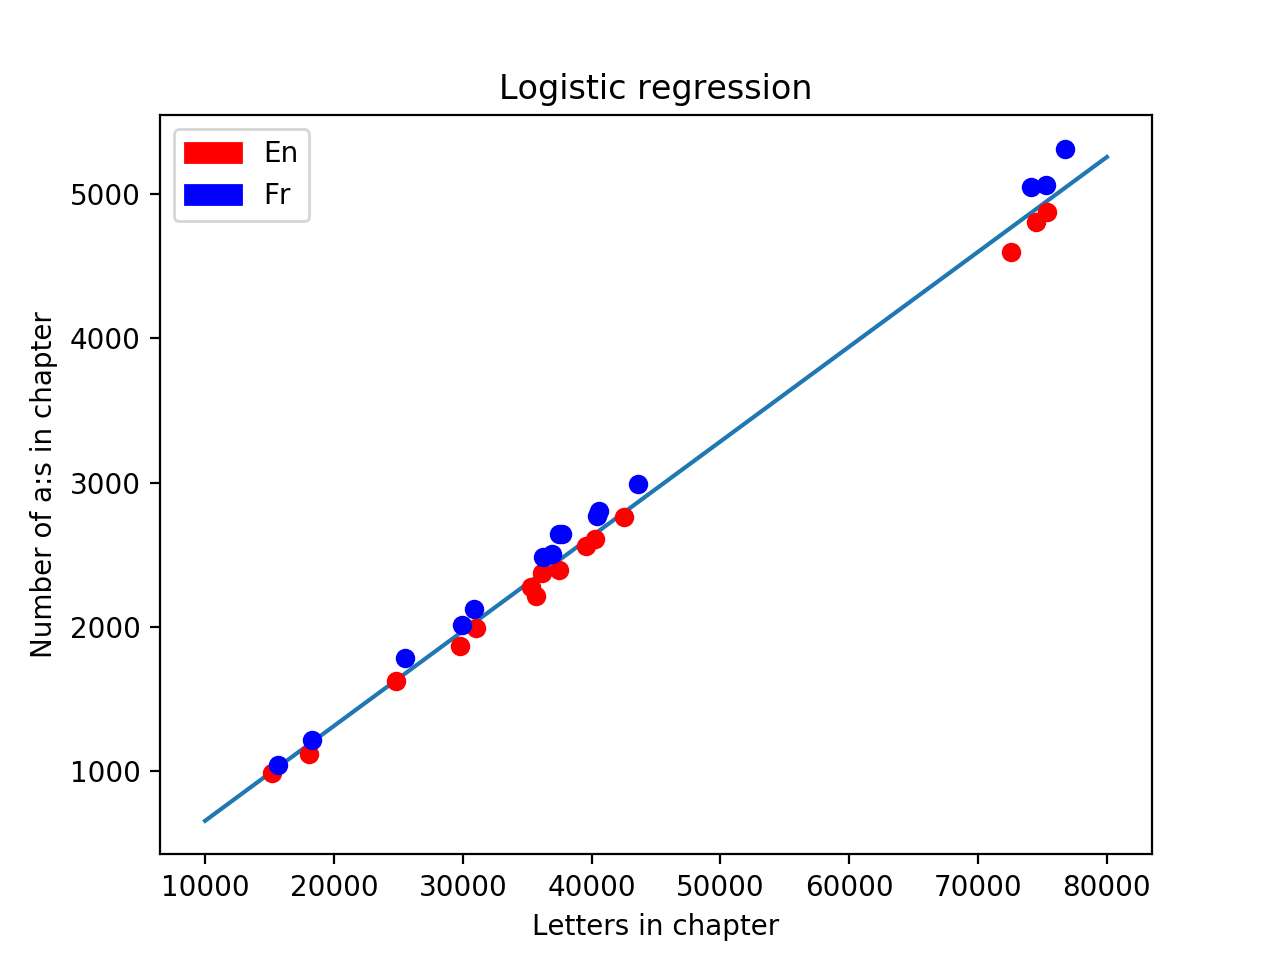 Logistic regression
En
Fr
5000
4000
3000
2000
1000
Number of a:s in chapter
10000 20000 30000 40000 50000 60000 70000 80000
Letters in chapter